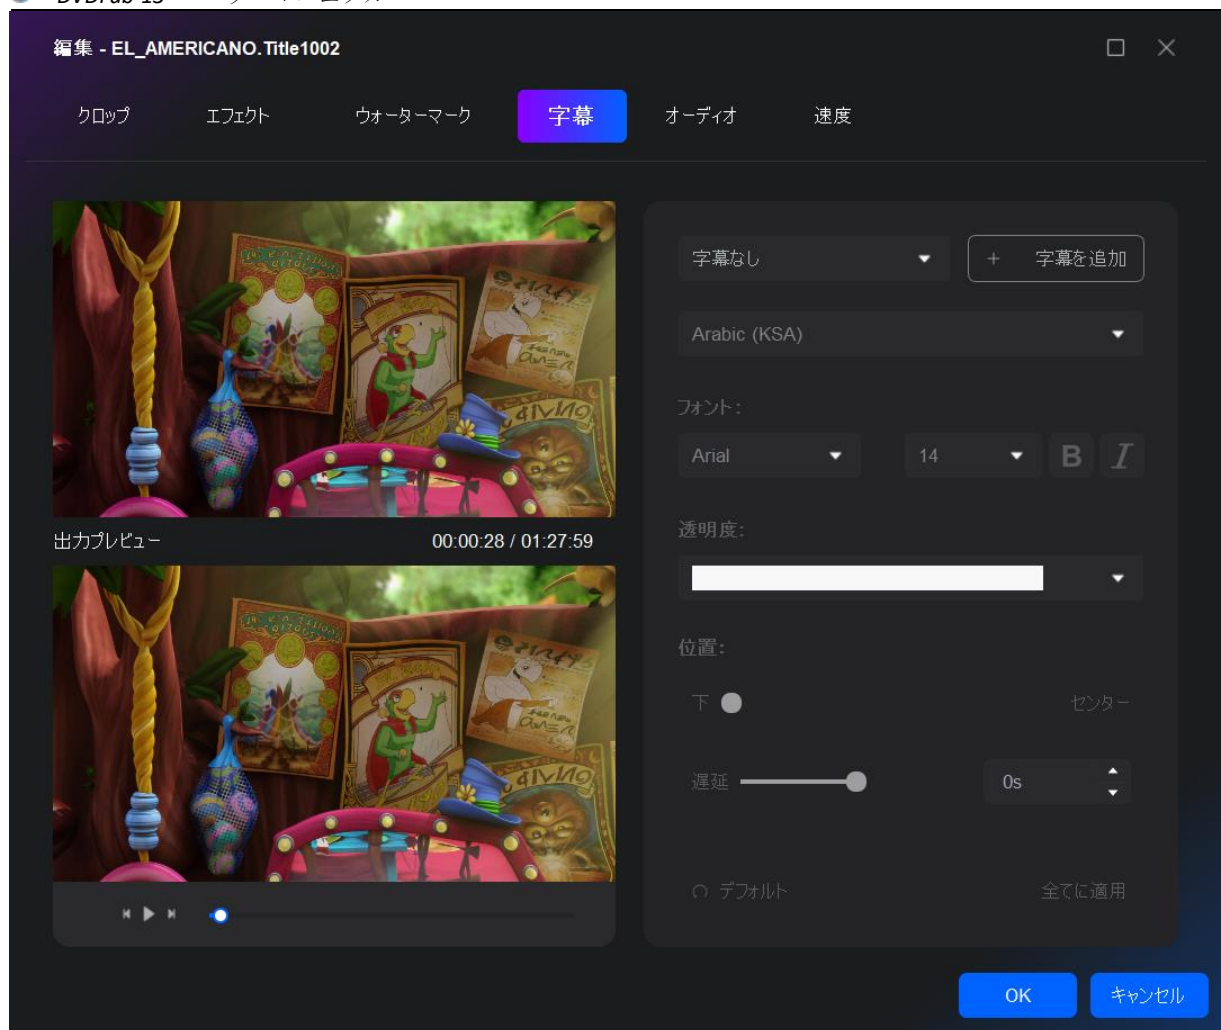 DVDFab 13
編集 - EL_AMERICANO.Title1002
クロップ エフェクト ウォーターマーク 字幕 オーディオ 速度
字幕なし + 字幕を追加
Arabic (KSA)
フォント:
Arial 14 B I
出力プレビュー 00:00:28 / 01:27:59
透明度:
位置:
下 センター
遅延 0s
デフォルト 全てに適用
OK キャンセル